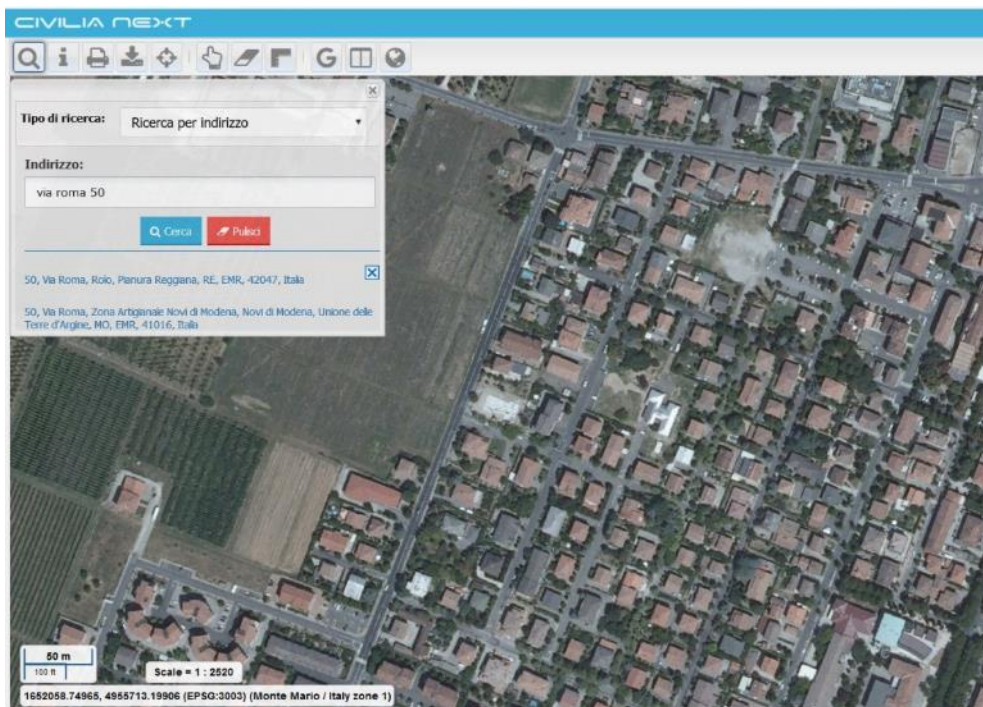 CIVILIA NEXT
Tipo di ricerca: Ricerca per indirizzo
Indirizzo:
via roma 50
Cerca Pulisci
50, Via Roma, Rolo, Pianura Reggiana, RE, EMR, 42047, Italia
50, Via Roma, Zona Artigianale Novi di Modena, Novi di Modena, Unione delle
Terre d'Argine, MO, EMR, 41016, Italia
50 m
100 ft
Scale = 1 : 2520
1652058.74965, 4955713.19906 (EPSG:3003) (Monte Mario / Italy zone 1)